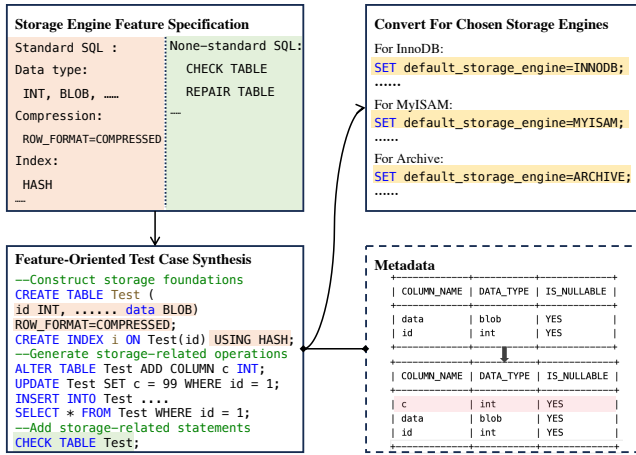 Storage Engine Feature Specification
Standard SQL :
Data type:
INT, BLOB, ……
Compression:
ROW_FORMAT=COMPRESSED
Index:
HASH
……
None-standard SQL:
CHECK TABLE
REPAIR TABLE
……
Convert For Chosen Storage Engines
For InnoDB:
SET default_storage_engine=INNODB;
......
For MyISAM:
SET default_storage_engine=MYISAM;
......
For Archive:
SET default_storage_engine=ARCHIVE;
......
Feature-Oriented Test Case Synthesis
--Construct storage foundations
CREATE TABLE Test (
id INT, ...... data BLOB)
ROW_FORMAT=COMPRESSED;
CREATE INDEX i ON Test(id) USING HASH;
--Generate storage-related operations
ALTER TABLE Test ADD COLUMN c INT;
UPDATE Test SET c = 99 WHERE id = 1;
INSERT INTO Test ....
SELECT * FROM Test WHERE id = 1;
--Add storage-related statements
CHECK TABLE Test;
Metadata
+-------------+-----------+-------------+
| COLUMN_NAME | DATA_TYPE | IS_NULLABLE |
+-------------+-----------+-------------+
| data | blob | YES
| id | int | YES
+-------------+-----------+-------------+
+-------------+-----------+-------------+
| COLUMN_NAME | DATA_TYPE | IS_NULLABLE |
+-------------+-----------+-------------+
| c | int | YES
| data | blob | YES
| id | int | YES
+-------------+-----------+-------------+